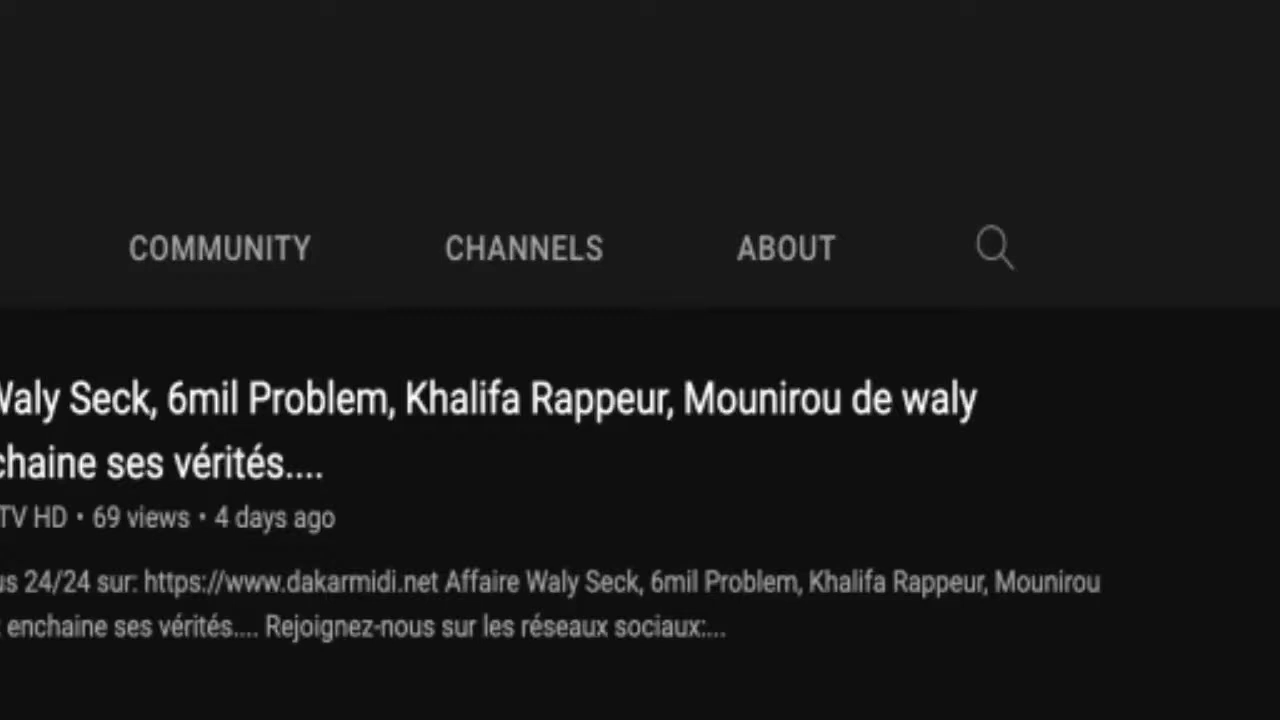 COMMUNITY CHANNELS ABOUT
Waly Seck, 6mil Problem, Khalifa Rappeur, Mounirou de waly
chaine ses vérités....
TV HD • 69 views • 4 days ago
us 24/24 sur: https://www.dakarmidi.net Affaire Waly Seck, 6mil Problem, Khalifa Rappeur, Mounirou
enchaine ses vérités.... Rejoignez-nous sur les réseaux sociaux:...